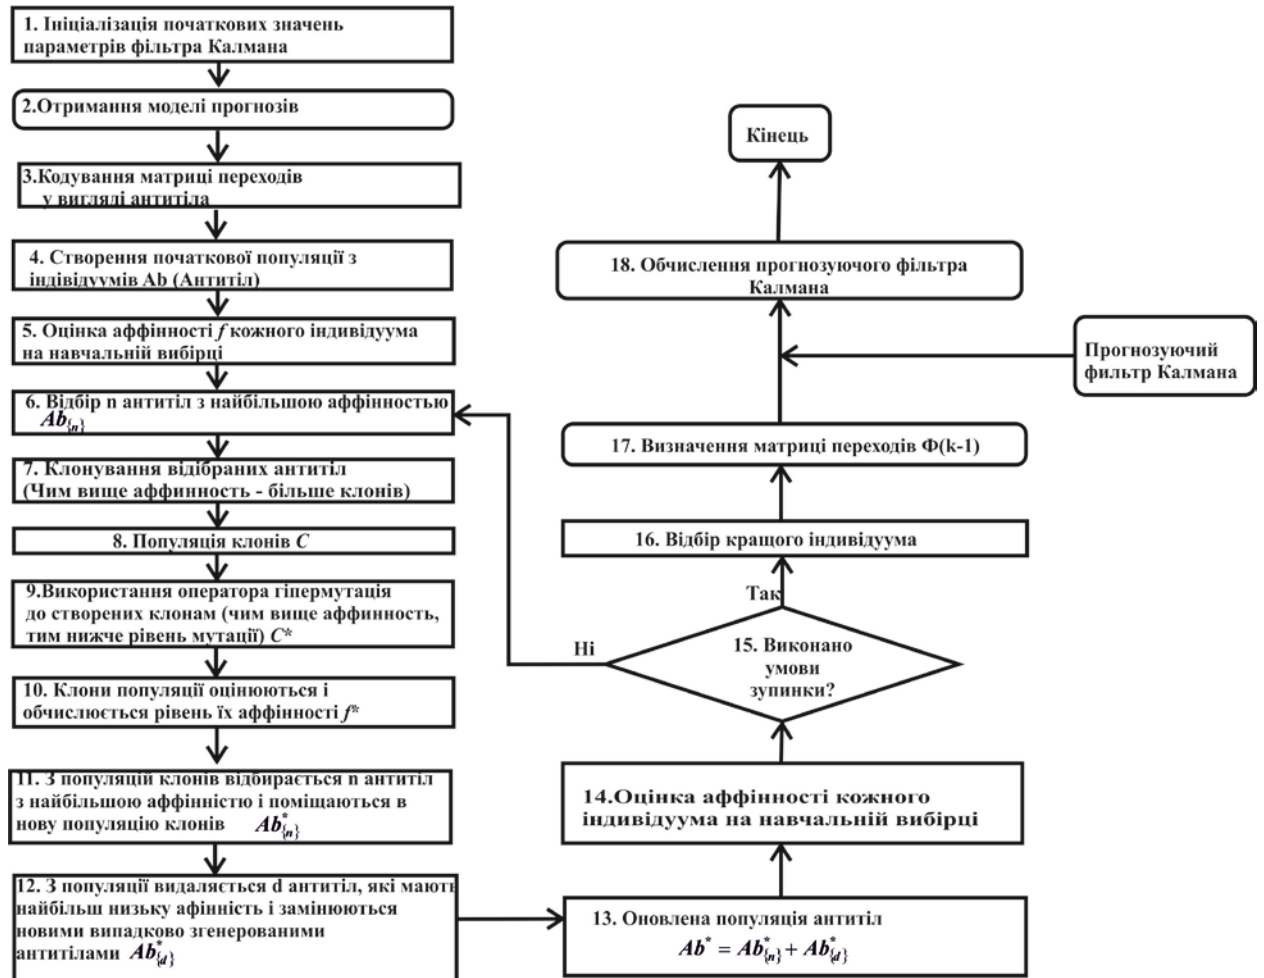 1. Ініціалізація початкових значень
параметрів фільтра Калмана
2.Отримання моделі прогнозів
3.Кодування матриці переходів
у вигляді антитіла
4. Створення початкової популяції з
індівідуумів Ab (Антитіл)
5. Оцінка аффінності f кожного індивідуума
на навчальній вибірці
6. Відбір n антитіл з найбільшою аффінностью
Ab{n}
7. Клонування відібраних антитіл
(Чим вище аффинность - більше клонів)
8. Популяція клонів C
9.Використання оператора гіпермутація
до створених клонам (чим вище аффинность,
тим нижче рівень мутації) C*
10. Клони популяції оцінюються і
обчислюється рівень їх аффінності f*
11. З популяцій клонів відбирається n антитіл
з найбільшою аффінністю і поміщаються в
нову популяцію клонів Ab*{n}
12. З популяції видаляється d антитіл, які мають
найбільш низьку афінність і замінюються
новими випадково згенерованими
антитілами Ab*{d}
13. Оновлена популяція антитіл
Ab* = Ab*{n} + Ab*{d}
14.Оцінка аффінності кожного
індивідуума на навчальній вибірці
15. Виконано
умови
зупинки?
Ні
Так
16. Відбір кращого індивідуума
17. Визначення матриці переходів Ф(k-1)
Прогнозуючий
фильтр Калмана
18. Обчислення прогнозуючого фільтра
Калмана
Кінець